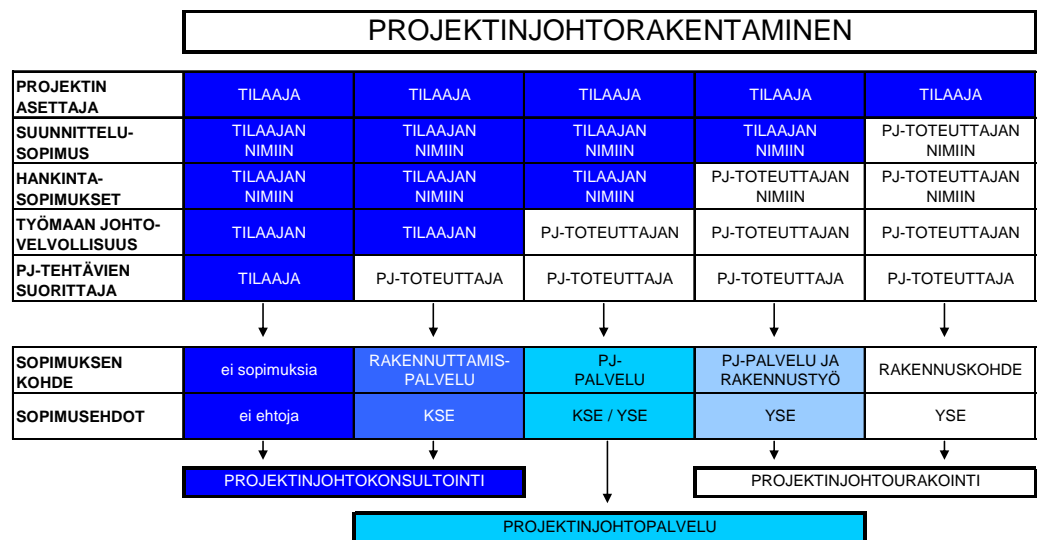 PROJEKTINJOHTORAKENTAMINEN
PROJEKTIN
ASETTAJA
TILAAJA
TILAAJA
TILAAJA
TILAAJA
TILAAJA
SUUNNITTELU-
SOPIMUS
TILAAJAN
NIMIIN
TILAAJAN
NIMIIN
TILAAJAN
NIMIIN
TILAAJAN
NIMIIN
PJ-TOTEUTTAJAN
NIMIIN
HANKINTA-
SOPIMUKSET
TILAAJAN
NIMIIN
TILAAJAN
NIMIIN
TILAAJAN
NIMIIN
PJ-TOTEUTTAJAN
NIMIIN
PJ-TOTEUTTAJAN
NIMIIN
TYÖMAAN JOHTO-
VELVOLLISUUS
TILAAJAN
TILAAJAN
PJ-TOTEUTTAJAN
PJ-TOTEUTTAJAN
PJ-TOTEUTTAJAN
PJ-TEHTÄVIEN
SUORITTAJA
TILAAJA
PJ-TOTEUTTAJA
PJ-TOTEUTTAJA
PJ-TOTEUTTAJA
PJ-TOTEUTTAJA
SOPIMUKSEN
KOHDE
ei sopimuksia
RAKENNUTTAMIS-
PALVELU
PJ-
PALVELU
PJ-PALVELU JA
RAKENNUSTYÖ
RAKENNUSKOHDE
SOPIMUSEHDOT
ei ehtoja
KSE
KSE / YSE
YSE
YSE
PROJEKTINJOHTOKONSULTOINTI
PROJEKTINJOHTOURAKOINTI
PROJEKTINJOHTOPALVELU